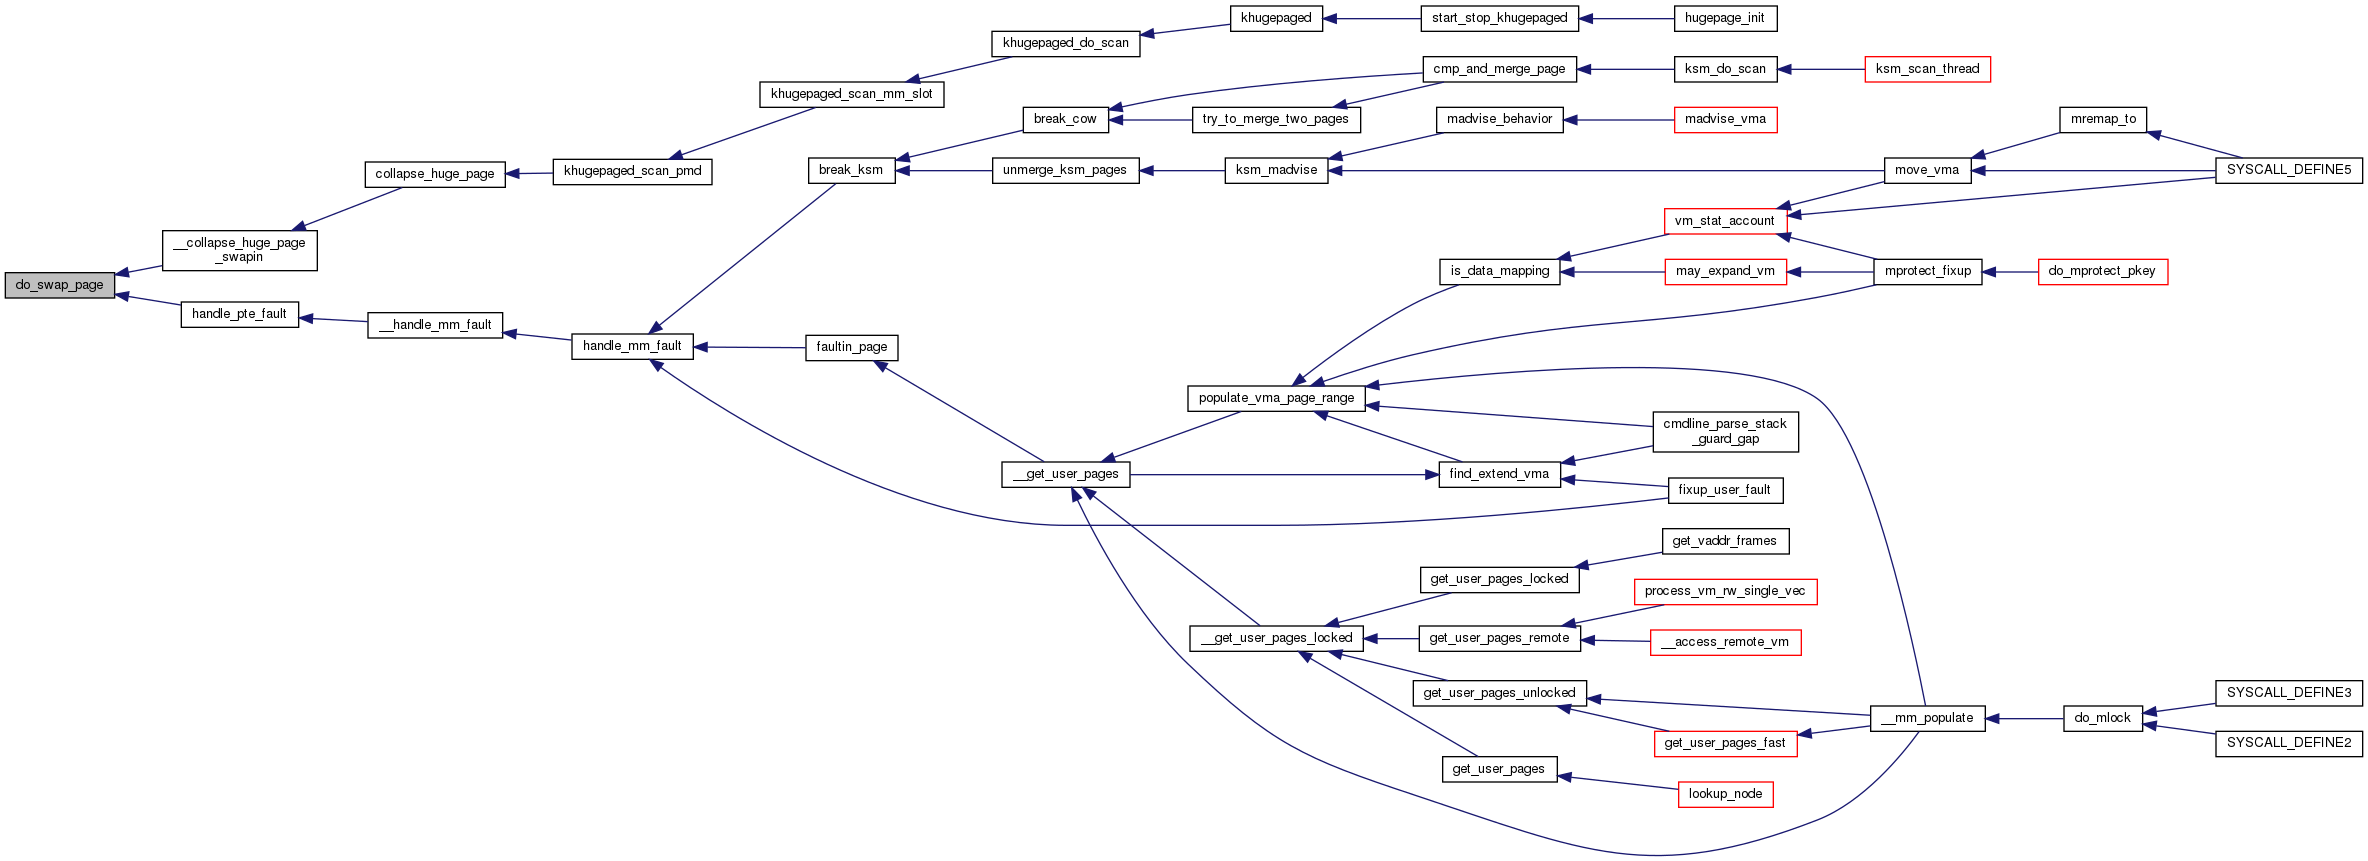 khugepaged
start_stop_khugepaged
hugepage_init
khugepaged_do_scan
cmp_and_merge_page
ksm_do_scan
ksm_scan_thread
khugepaged_scan_mm_slot
break_cow
try_to_merge_two_pages
madvise_behavior
madvise_vma
mremap_to
collapse_huge_page
khugepaged_scan_pmd
break_ksm
unmerge_ksm_pages
ksm_madvise
move_vma
SYSCALL_DEFINE5
vm_stat_account
__collapse_huge_page
_swapin
is_data_mapping
may_expand_vm
mprotect_fixup
do_mprotect_pkey
do_swap_page
handle_pte_fault
__handle_mm_fault
handle_mm_fault
faultin_page
populate_vma_page_range
cmdline_parse_stack
_guard_gap
__get_user_pages
find_extend_vma
fixup_user_fault
get_vaddr_frames
get_user_pages_locked
process_vm_rw_single_vec
__get_user_pages_locked
get_user_pages_remote
__access_remote_vm
get_user_pages_unlocked
SYSCALL_DEFINE3
__mm_populate
do_mlock
get_user_pages_fast
SYSCALL_DEFINE2
get_user_pages
lookup_node